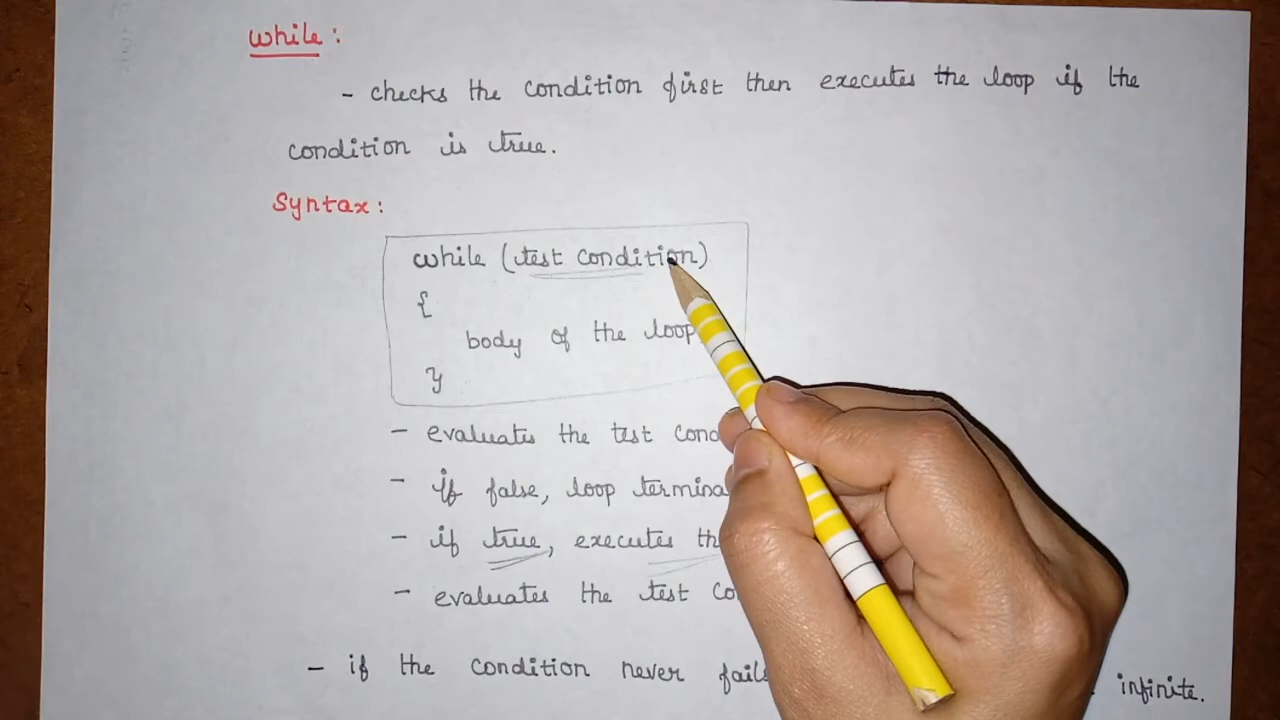 while :
- checks the condition first then executes the loop if the
condition is true.
Syntax :
while (test condition)
{
body of the loop
}
- evaluates the test
- if false, loop
- if true, executes
- evaluates the test
- if the condition never infinite.